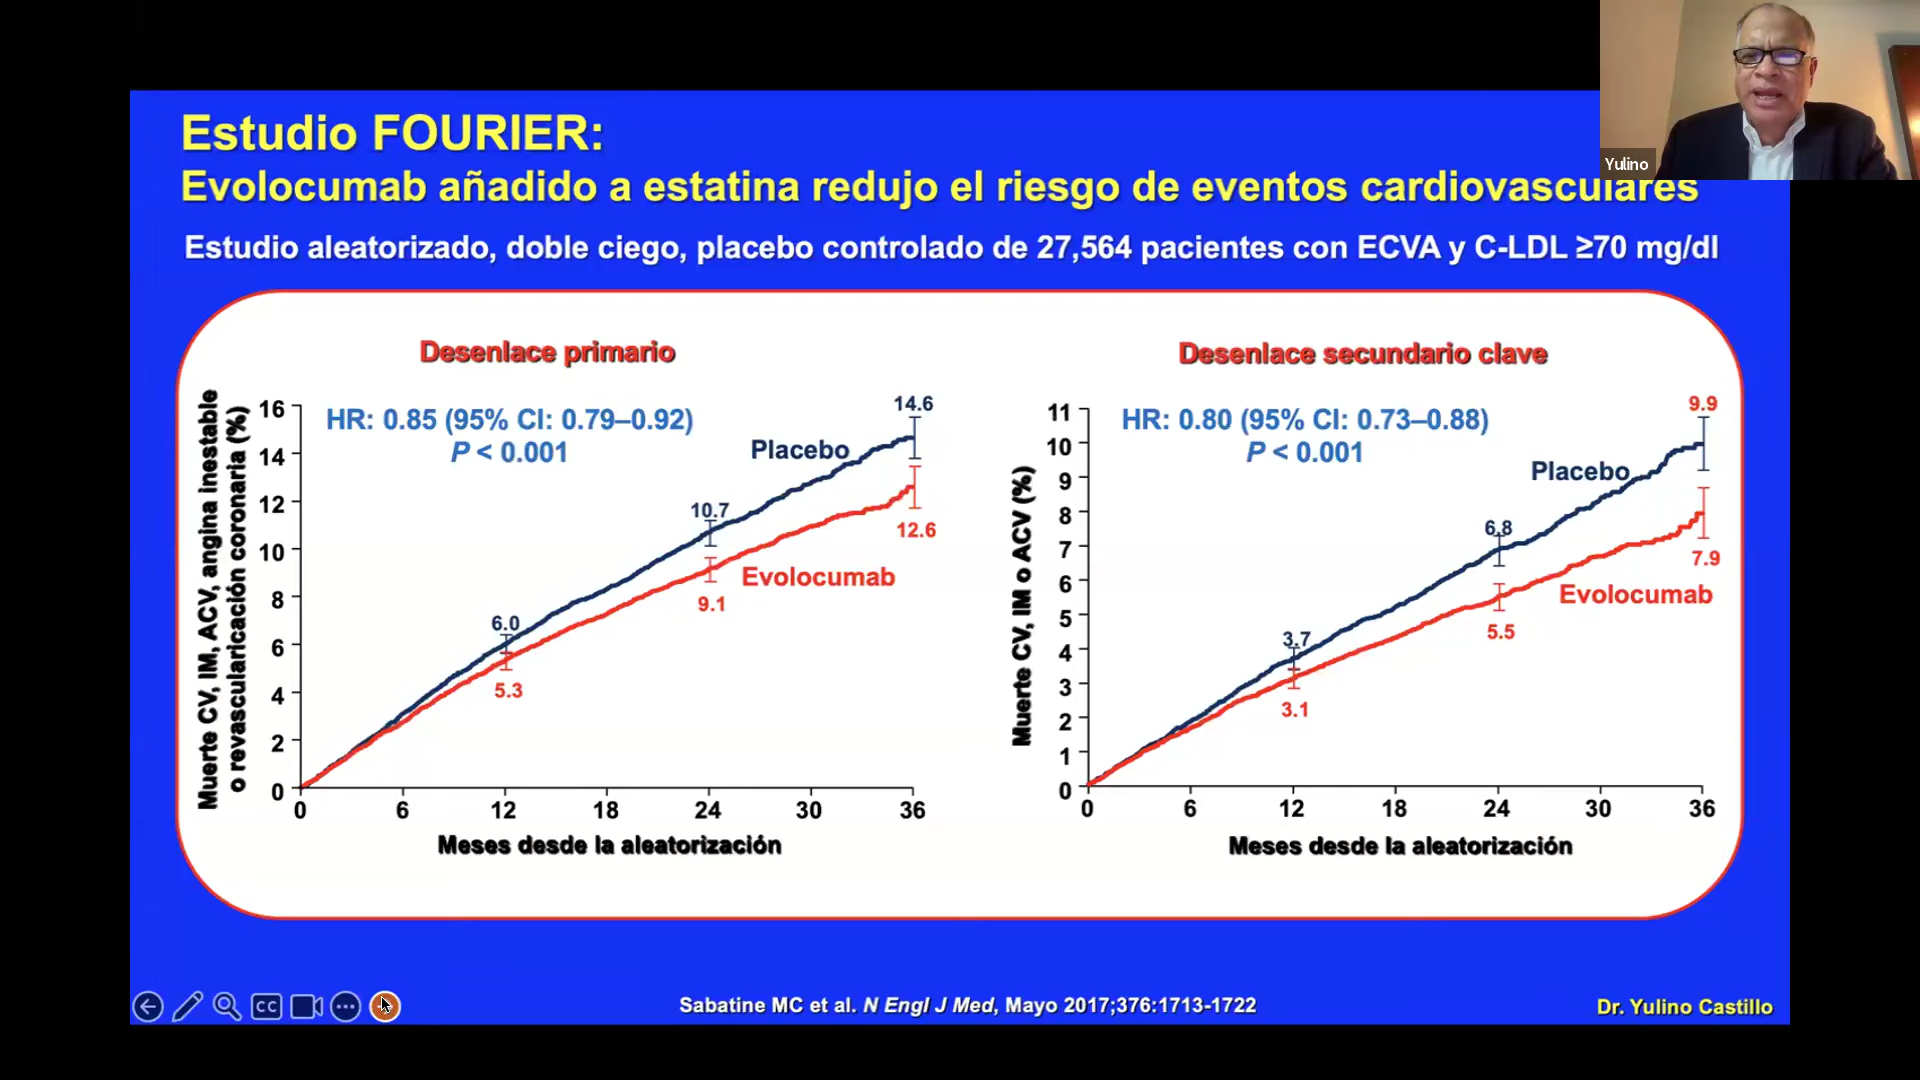 Yulino
Estudio FOURIER:
Evolocumab añadido a estatina redujo el riesgo de eventos cardiovasculares
Estudio aleatorizado, doble ciego, placebo controlado de 27,564 pacientes con ECVA y C-LDL ≥70 mg/dl
Desenlace primario
Muerte CV, IM, ACV, angina inestable
o revascularicación coronaria (%)
HR: 0.85 (95% CI: 0.79–0.92)
P < 0.001
16
14
12
10
8
6
4
2
0
Placebo
Evolocumab
6.0
10.7
14.6
5.3
9.1
12.6
0 6 12 18 24 30 36
Meses desde la aleatorización
Desenlace secundario clave
Muerte CV, IM o ACV (%)
HR: 0.80 (95% CI: 0.73–0.88)
P < 0.001
11
10
9
8
7
6
5
4
3
2
1
0
Placebo
Evolocumab
3.7
6.8
9.9
3.1
5.5
7.9
0 6 12 18 24 30 36
Meses desde la aleatorización
CC
Sabatine MC et al. N Engl J Med, Mayo 2017;376:1713-1722
Dr. Yulino Castillo